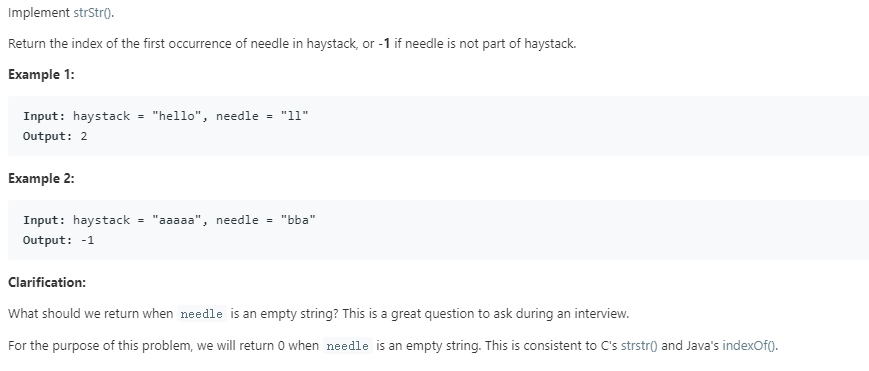 Implement strStr().
Return the index of the first occurrence of needle in haystack, or -1 if needle is not part of haystack.
Example 1:
Input: haystack = "hello", needle = "ll"
Output: 2
Example 2:
Input: haystack = "aaaaa", needle = "bba"
Output: -1
Clarification:
What should we return when needle is an empty string? This is a great question to ask during an interview.
For the purpose of this problem, we will return 0 when needle is an empty string. This is consistent to C's strstr() and Java's indexOf().